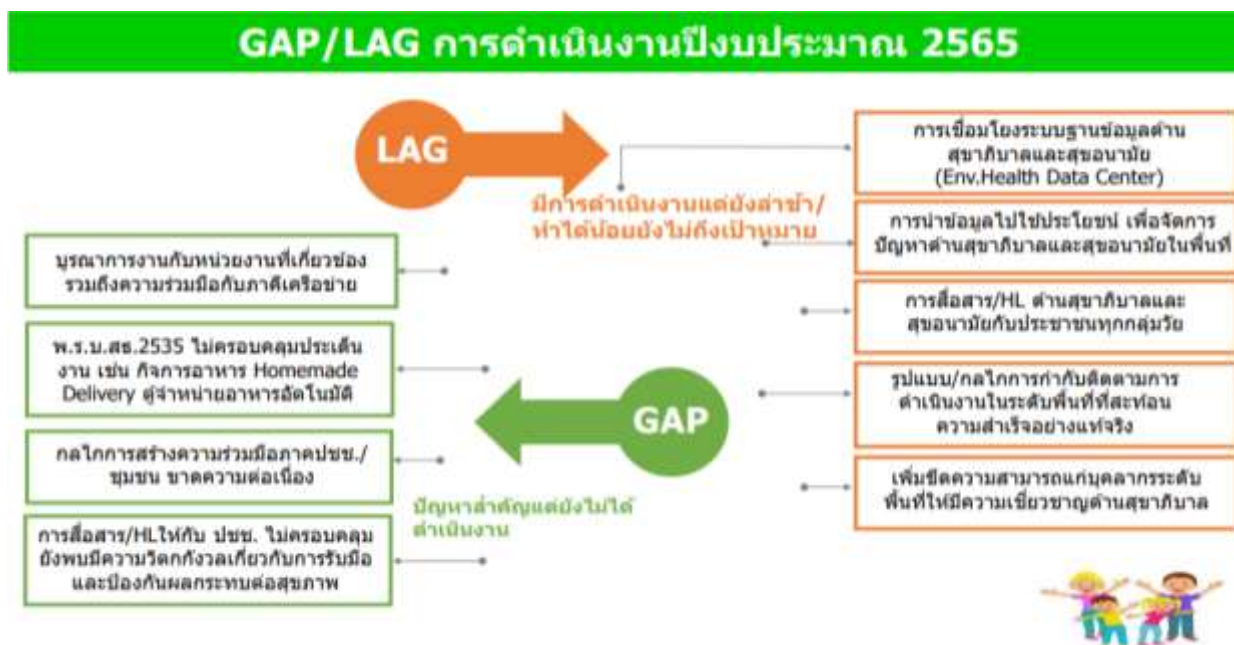 GAP/LAG การดำเนินงานปีงบประมาณ 2565
LAG
มีการดำเนินงานแต่ยังล่าช้า/
ทำได้น้อยยังไม่ถึงเป้าหมาย
การเชื่อมโยงระบบฐานข้อมูลด้าน
สุขาภิบาลและสุขอนามัย
(Env.Health Data Center)
การนำข้อมูลไปใช้ประโยชน์ เพื่อจัดการ
ปัญหาด้านสุขาภิบาลและสุขอนามัยในพื้นที่
การสื่อสาร/HL ด้านสุขาภิบาลและ
สุขอนามัยกับประชาชนทุกกลุ่มวัย
รูปแบบ/กลไกการกำกับติดตามการ
ดำเนินงานในระดับพื้นที่ที่สะท้อน
ความสำเร็จอย่างแท้จริง
เพิ่มขีดความสามารถแก่บุคลากรระดับ
พื้นที่ให้มีความเชี่ยวชาญด้านสุขาภิบาล
GAP
ปัญหาสำคัญแต่ยังไม่ได้
ดำเนินงาน
บูรณาการงานกับหน่วยงานที่เกี่ยวข้อง
รวมถึงความร่วมมือกับภาคีเครือข่าย
พ.ร.บ.สธ.2535 ไม่ครอบคลุมประเด็น
งาน เช่น กิจการอาหาร Homemade
Delivery ตู้จำหน่ายอาหารอัตโนมัติ
กลไกการสร้างความร่วมมือภาคปชช./
ชุมชน ขาดความต่อเนื่อง
การสื่อสาร/HLให้กับ ปชช. ไม่ครอบคลุม
ยังพบมีความวิตกกังวลเกี่ยวกับการรับมือ
และป้องกันผลกระทบต่อสุขภาพ